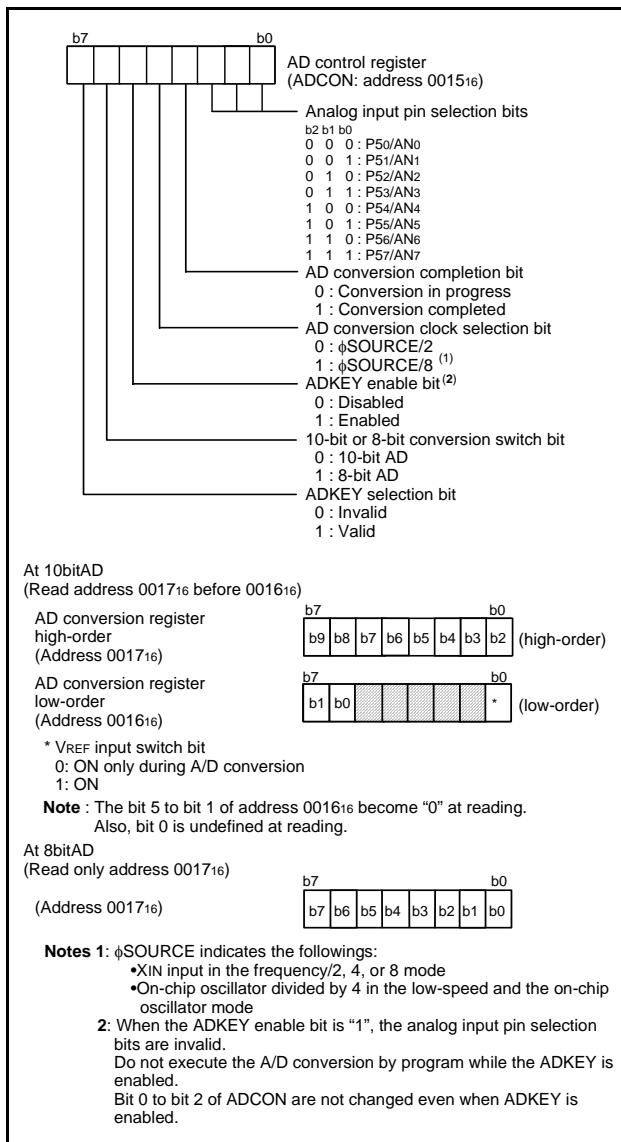 b7 b0
AD control register
(ADCON: address 001516)
Analog input pin selection bits
b2 b1 b0
0 0 0 : P50/AN0
0 0 1 : P51/AN1
0 1 0 : P52/AN2
0 1 1 : P53/AN3
1 0 0 : P54/AN4
1 0 1 : P55/AN5
1 1 0 : P56/AN6
1 1 1 : P57/AN7
AD conversion completion bit
0 : Conversion in progress
1 : Conversion completed
AD conversion clock selection bit
0 : ϕSOURCE/2
1 : ϕSOURCE/8 (1)
ADKEY enable bit(2)
0 : Disabled
1 : Enabled
10-bit or 8-bit conversion switch bit
0 : 10-bit AD
1 : 8-bit AD
ADKEY selection bit
0 : Invalid
1 : Valid
At 10bitAD
(Read address 001716 before 001616)
b7 b0
AD conversion register
high-order
(Address 001716)
b9 b8 b7 b6 b5 b4 b3 b2 (high-order)
b7 b0
AD conversion register
low-order
(Address 001616)
b1 b0 * (low-order)
* VREF input switch bit
0: ON only during A/D conversion
1: ON
Note : The bit 5 to bit 1 of address 001616 become “0” at reading.
Also, bit 0 is undefined at reading.
At 8bitAD
(Read only address 001716)
b7 b0
(Address 001716)
b7 b6 b5 b4 b3 b2 b1 b0
Notes 1: ϕSOURCE indicates the followings:
•XIN input in the frequency/2, 4, or 8 mode
•On-chip oscillator divided by 4 in the low-speed and the on-chip
oscillator mode
2: When the ADKEY enable bit is “1”, the analog input pin selection
bits are invalid.
Do not execute the A/D conversion by program while the ADKEY is
enabled.
Bit 0 to bit 2 of ADCON are not changed even when ADKEY is
enabled.